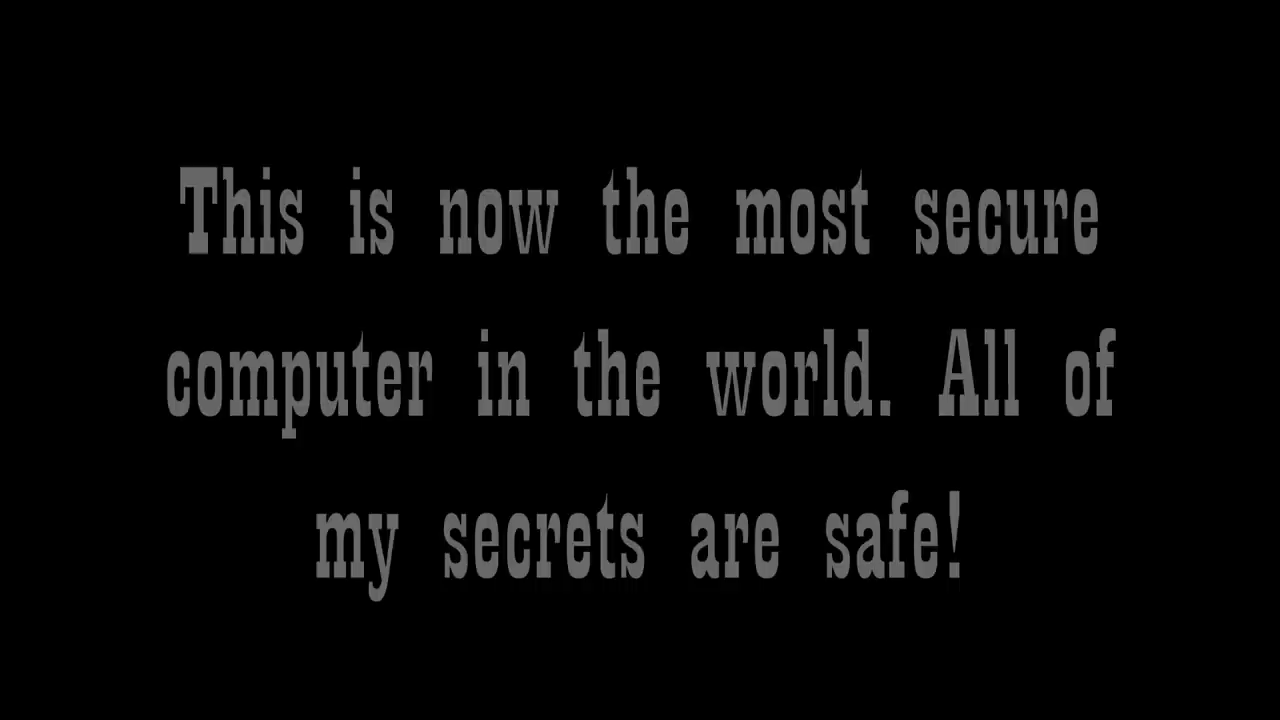 This is now the most secure
computer in the world. All of
my secrets are safe!